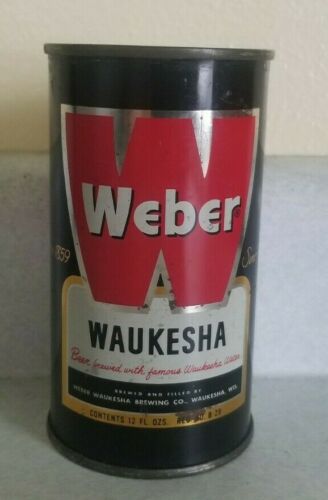 Weber
1859
WAUKESHA
Beer, brewed with famous Waukesha Water
BREWED AND FILLED BY
WEBER WAUKESHA BREWING CO., WAUKESHA, WIS.
CONTENTS 12 FL. OZS.